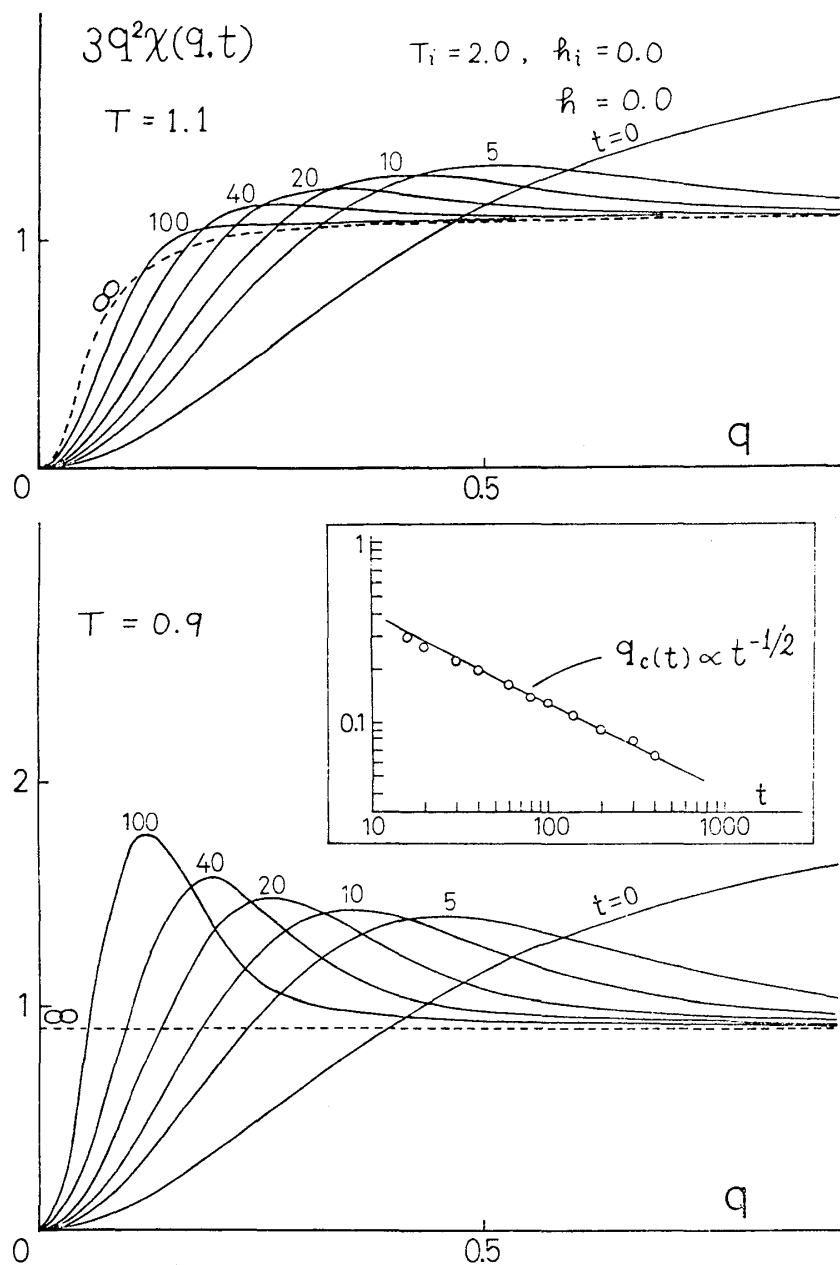 3q²χ(q.t)
T_i = 2.0 , h_i = 0.0
h = 0.0
T = 1.1
t=0
5
10
20
40
100
1
∞
q
0
0.5
T = 0.9
1
q_c(t) ∝ t^{-1/2}
0.1
t
10
100
1000
2
100
40
20
10
5
t=0
1
∞
q
0
0.5